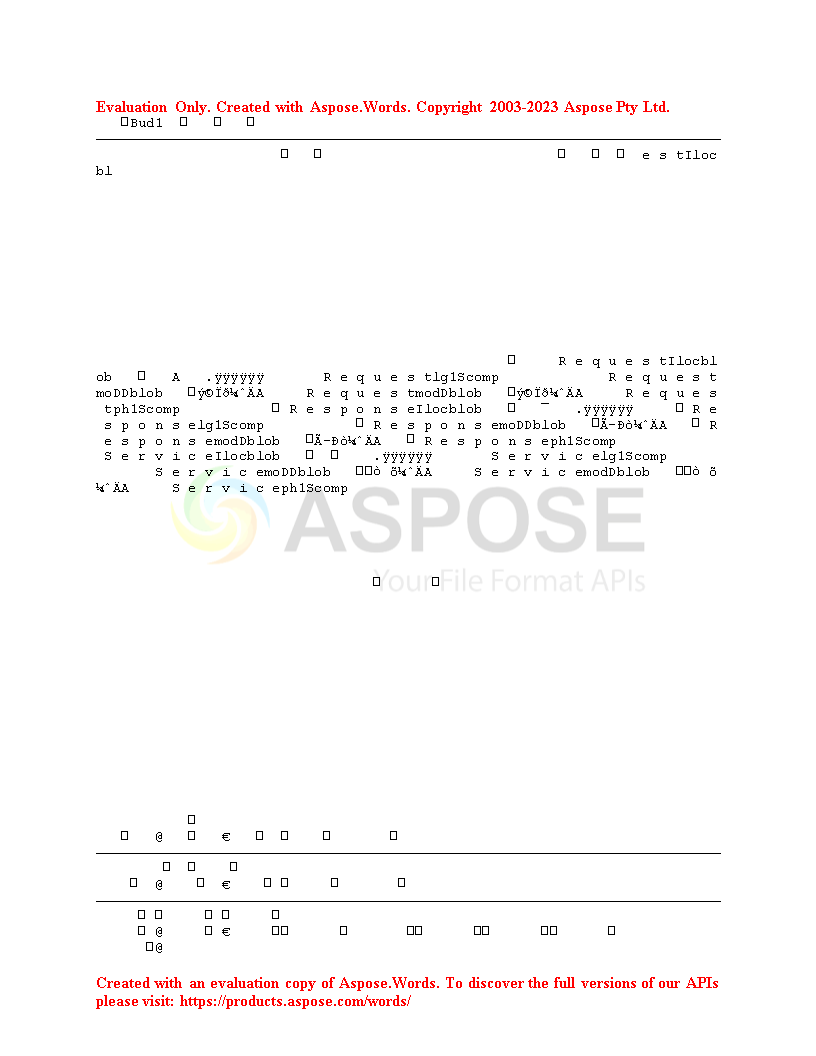 Evaluation Only. Created with Aspose.Words. Copyright 2003-2023 Aspose Pty Ltd.
□Bud1 □ □ □
□ □ □ □ □ e s tIloc
bl
□ R e q u e s tIlocbl
ob □ A .ÿÿÿÿÿÿ R e q u e s tlg1Scomp R e q u e s t
moDDblob □ý©Ïð¼ˆÄA R e q u e s tmodDblob □ý©Ïð¼ˆÄA R e q u e s
tph1Scomp □ R e s p o n s eIlocblob □ ¯ .ÿÿÿÿÿÿ □ R e
s p o n s elg1Scomp □ R e s p o n s emoDDblob □Ã–Ðò¼ˆÄA □ R
e s p o n s emodDblob □Ã–Ðò¼ˆÄA □ R e s p o n s eph1Scomp
S e r v i c eIlocblob □ □ .ÿÿÿÿÿÿ S e r v i c elg1Scomp
S e r v i c emoDDblob □□ò õ¼ˆÄA S e r v i c emodDblob □□ò õ
¼ˆÄA S e r v i c eph1Scomp
ASPOSE
Your File Format APIs
□ □
□
□ @ □ € □ □ □ □
□ □ □
□ @ □ € □ □ □ □
□ □ □ □ □
□ @ □ € □□ □ □□ □□ □□ □
□@
Created with an evaluation copy of Aspose.Words. To discover the full versions of our APIs
please visit: https://products.aspose.com/words/